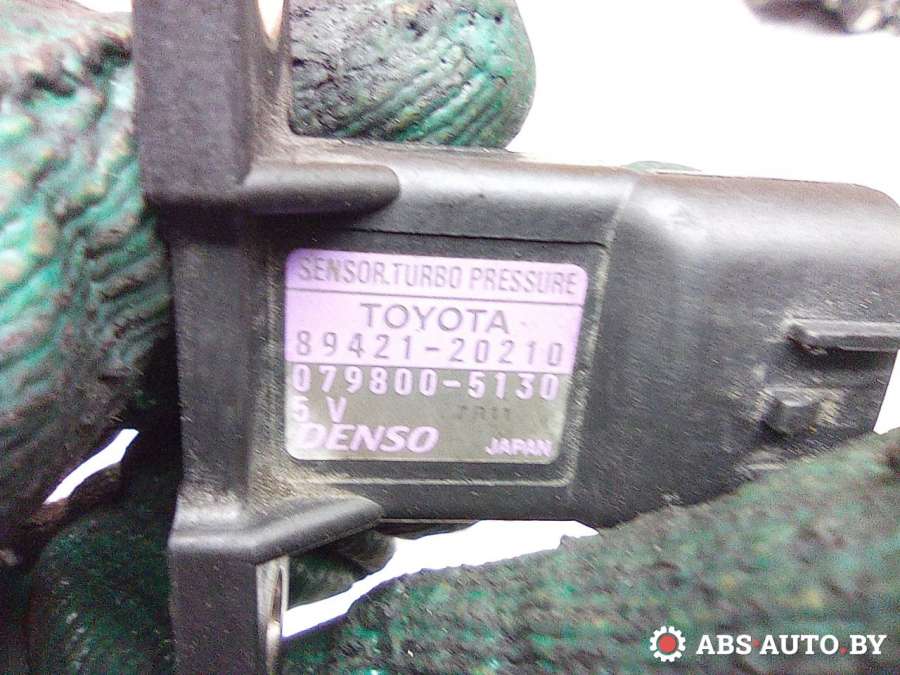 SENSOR.TURBO PRESSURE
TOYOTA
89421-20210
079800-5130
5 V
DENSO JAPAN
ABS-AUTO.BY